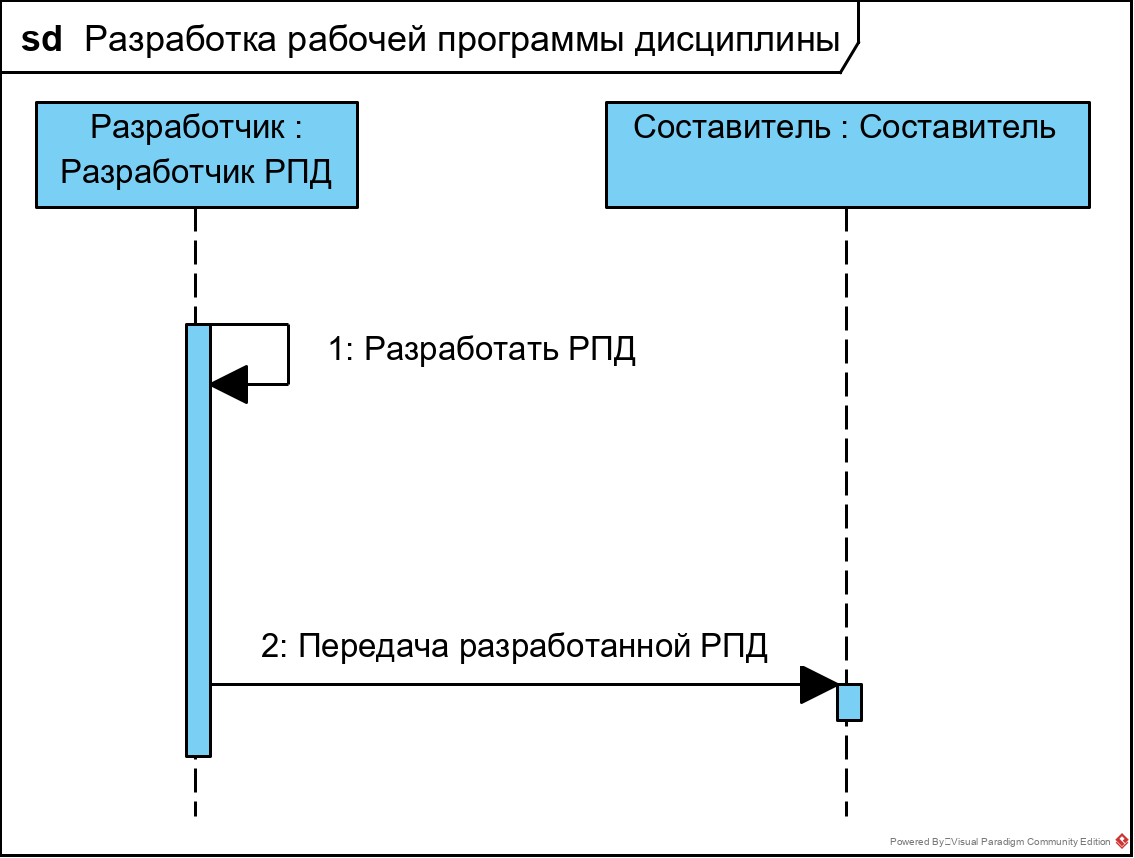 sd Разработка рабочей программы дисциплины
Разработчик :
Разработчик РПД
Составитель : Составитель
1: Разработать РПД
2: Передача разработанной РПД
Powered By Visual Paradigm Community Edition